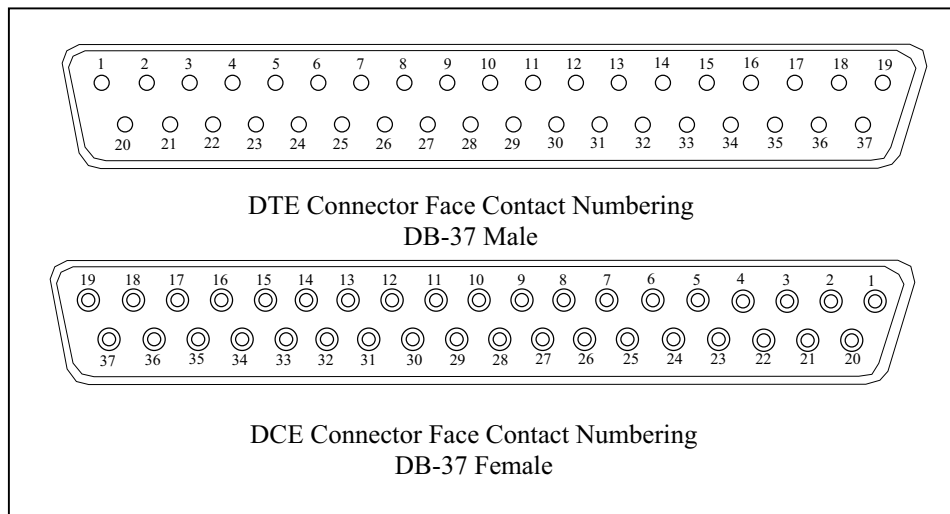 1 2 3 4 5 6 7 8 9 10 11 12 13 14 15 16 17 18 19
20 21 22 23 24 25 26 27 28 29 30 31 32 33 34 35 36 37
DTE Connector Face Contact Numbering
DB-37 Male
19 18 17 16 15 14 13 12 11 10 9 8 7 6 5 4 3 2 1
37 36 35 34 33 32 31 30 29 28 27 26 25 24 23 22 21 20
DCE Connector Face Contact Numbering
DB-37 Female